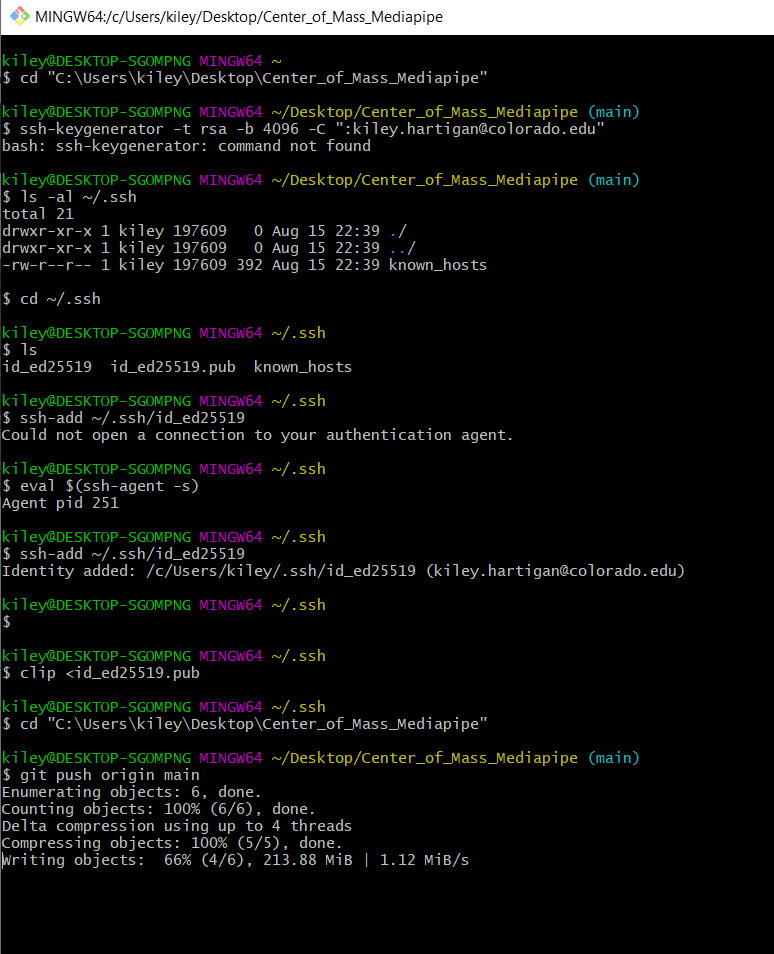 MINGW64:/c/Users/kiley/Desktop/Center_of_Mass_Mediapipe
kiley@DESKTOP-SGOMPNG MINGW64 ~
$ cd "C:\Users\kiley\Desktop\Center_of_Mass_Mediapipe"
kiley@DESKTOP-SGOMPNG MINGW64 ~/Desktop/Center_of_Mass_Mediapipe (main)
$ ssh-keygenerator -t rsa -b 4096 -C ":kiley.hartigan@colorado.edu"
bash: ssh-keygenerator: command not found
kiley@DESKTOP-SGOMPNG MINGW64 ~/Desktop/Center_of_Mass_Mediapipe (main)
$ ls -al ~/.ssh
total 21
drwxr-xr-x 1 kiley 197609   0 Aug 15 22:39 ./
drwxr-xr-x 1 kiley 197609   0 Aug 15 22:39 ../
-rw-r--r-- 1 kiley 197609 392 Aug 15 22:39 known_hosts
$ cd ~/.ssh
kiley@DESKTOP-SGOMPNG MINGW64 ~/.ssh
$ ls
id_ed25519  id_ed25519.pub  known_hosts
kiley@DESKTOP-SGOMPNG MINGW64 ~/.ssh
$ ssh-add ~/.ssh/id_ed25519
Could not open a connection to your authentication agent.
kiley@DESKTOP-SGOMPNG MINGW64 ~/.ssh
$ eval $(ssh-agent -s)
Agent pid 251
kiley@DESKTOP-SGOMPNG MINGW64 ~/.ssh
$ ssh-add ~/.ssh/id_ed25519
Identity added: /c/Users/kiley/.ssh/id_ed25519 (kiley.hartigan@colorado.edu)
kiley@DESKTOP-SGOMPNG MINGW64 ~/.ssh
$
kiley@DESKTOP-SGOMPNG MINGW64 ~/.ssh
$ clip <id_ed25519.pub
kiley@DESKTOP-SGOMPNG MINGW64 ~/.ssh
$ cd "C:\Users\kiley\Desktop\Center_of_Mass_Mediapipe"
kiley@DESKTOP-SGOMPNG MINGW64 ~/Desktop/Center_of_Mass_Mediapipe (main)
$ git push origin main
Enumerating objects: 6, done.
Counting objects: 100% (6/6), done.
Delta compression using up to 4 threads
Compressing objects: 100% (5/5), done.
Writing objects:  66% (4/6), 213.88 MiB | 1.12 MiB/s